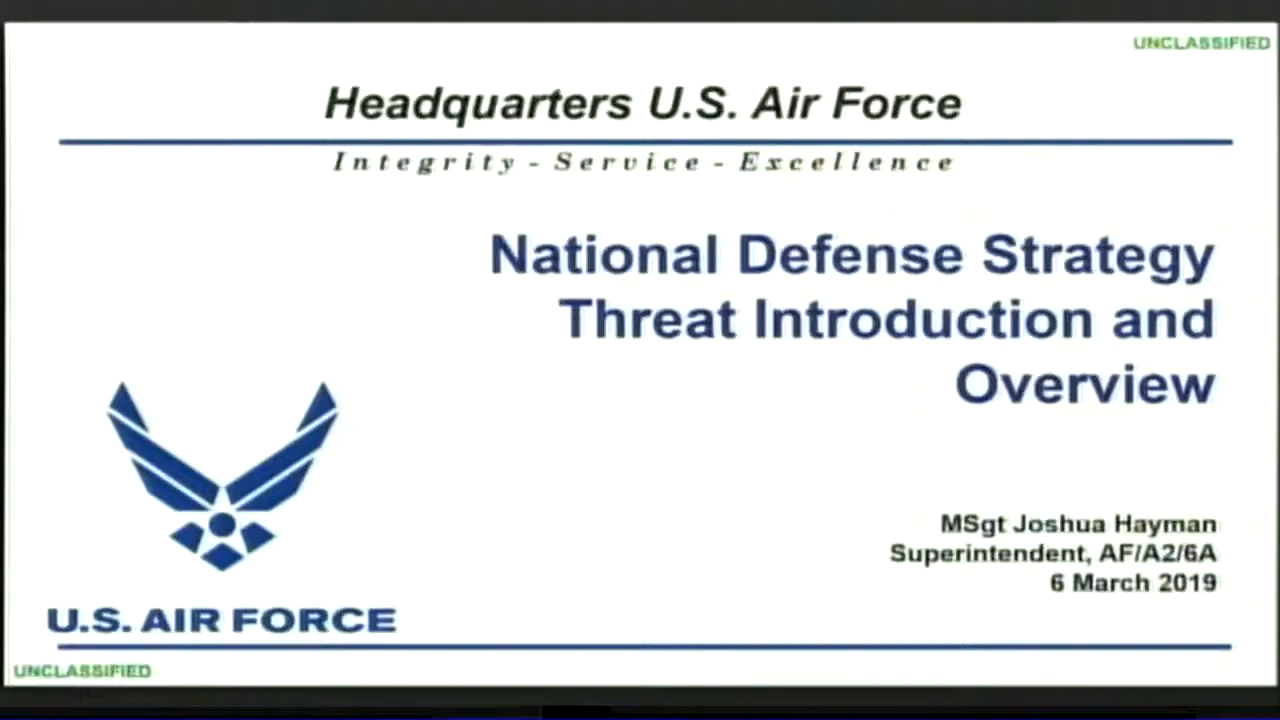 UNCLASSIFIED
Headquarters U.S. Air Force
Integrity - Service - Excellence
National Defense Strategy
Threat Introduction and
Overview
MSgt Joshua Hayman
Superintendent, AF/A2/6A
6 March 2019
U.S. AIR FORCE
UNCLASSIFIED